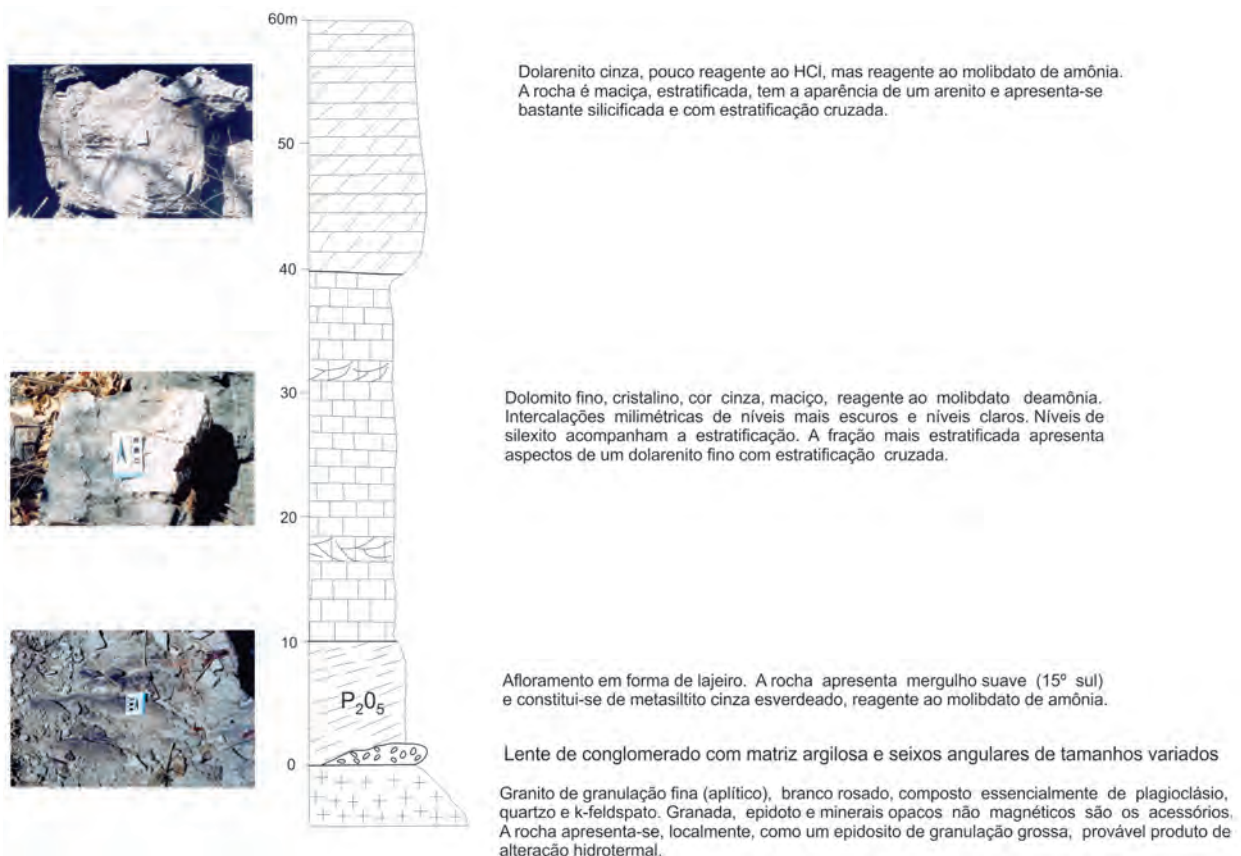 60m
Dolarenito cinza, pouco reagente ao HCl, mas reagente ao molibdato de amônia.
A rocha é maciça, estratificada, tem a aparência de um arenito e apresenta-se
bastante silicificada e com estratificação cruzada.
50
40
30
Dolomito fino, cristalino, cor cinza, maciço, reagente ao molibdato deamônia.
Intercalações milimétricas de níveis mais escuros e níveis claros. Níveis de
silexito acompanham a estratificação. A fração mais estratificada apresenta
aspectos de um dolarenito fino com estratificação cruzada.
20
10
P₂0₅
Afloramento em forma de lajeiro. A rocha apresenta mergulho suave (15º sul)
e constitui-se de metasiltito cinza esverdeado, reagente ao molibdato de amônia.
Lente de conglomerado com matriz argilosa e seixos angulares de tamanhos variados
0
Granito de granulação fina (aplítico), branco rosado, composto essencialmente de plagioclásio,
quartzo e k-feldspato. Granada, epidoto e minerais opacos não magnéticos são os acessórios.
A rocha apresenta-se, localmente, como um epidosito de granulação grossa, provável produto de
alteração hidrotermal.